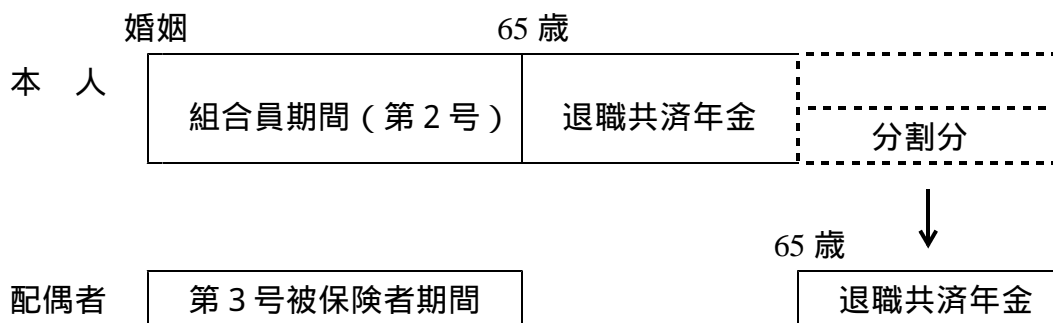 婚姻 65 歳
本 人
組合員期間（第２号） 退職共済年金
分割分
65 歳
配偶者 第３号被保険者期間 退職共済年金